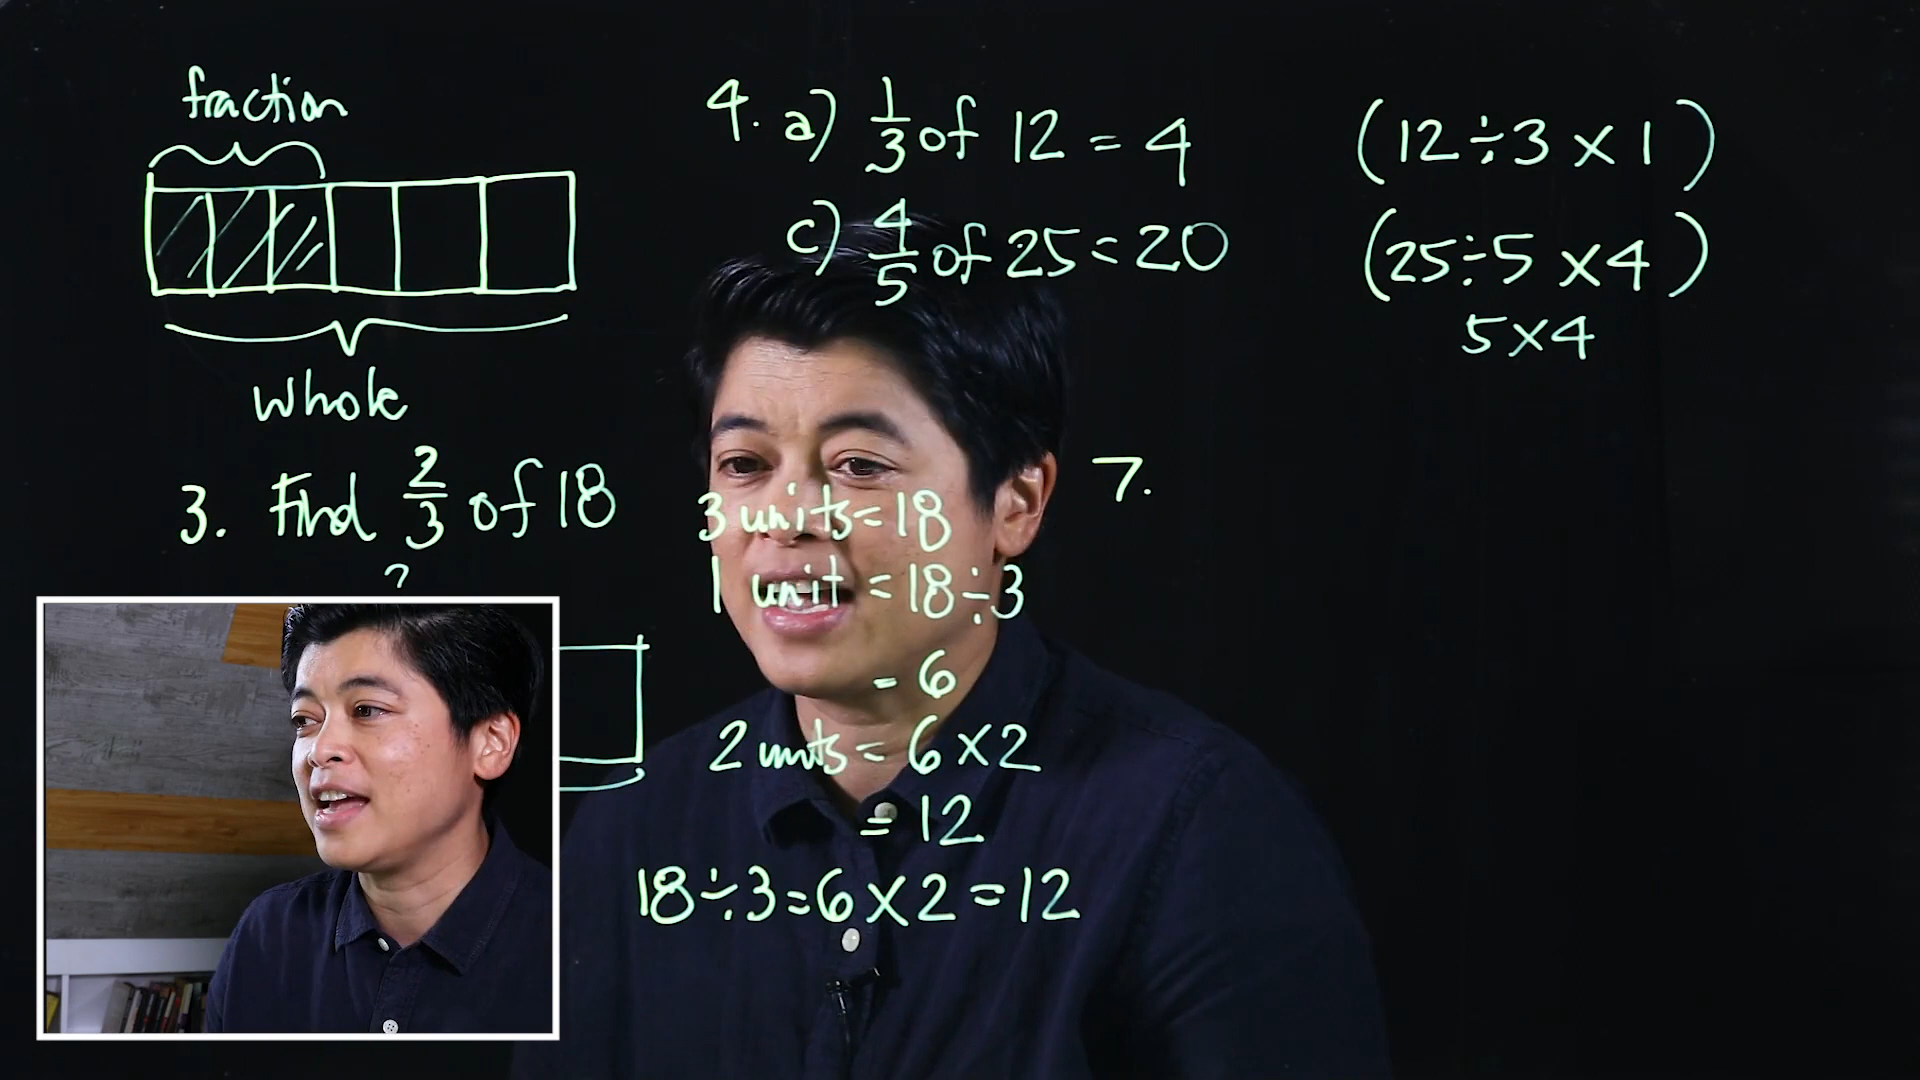 fraction
whole
3. Find 2/3 of 18
?
3 units = 18
1 unit = 18 ÷ 3
= 6
2 units = 6 × 2
= 12
18 ÷ 3 = 6 × 2 = 12
4. a) 1/3 of 12 = 4 (12 ÷ 3 × 1)
c) 4/5 of 25 = 20 (25 ÷ 5 × 4)
5 × 4
7.